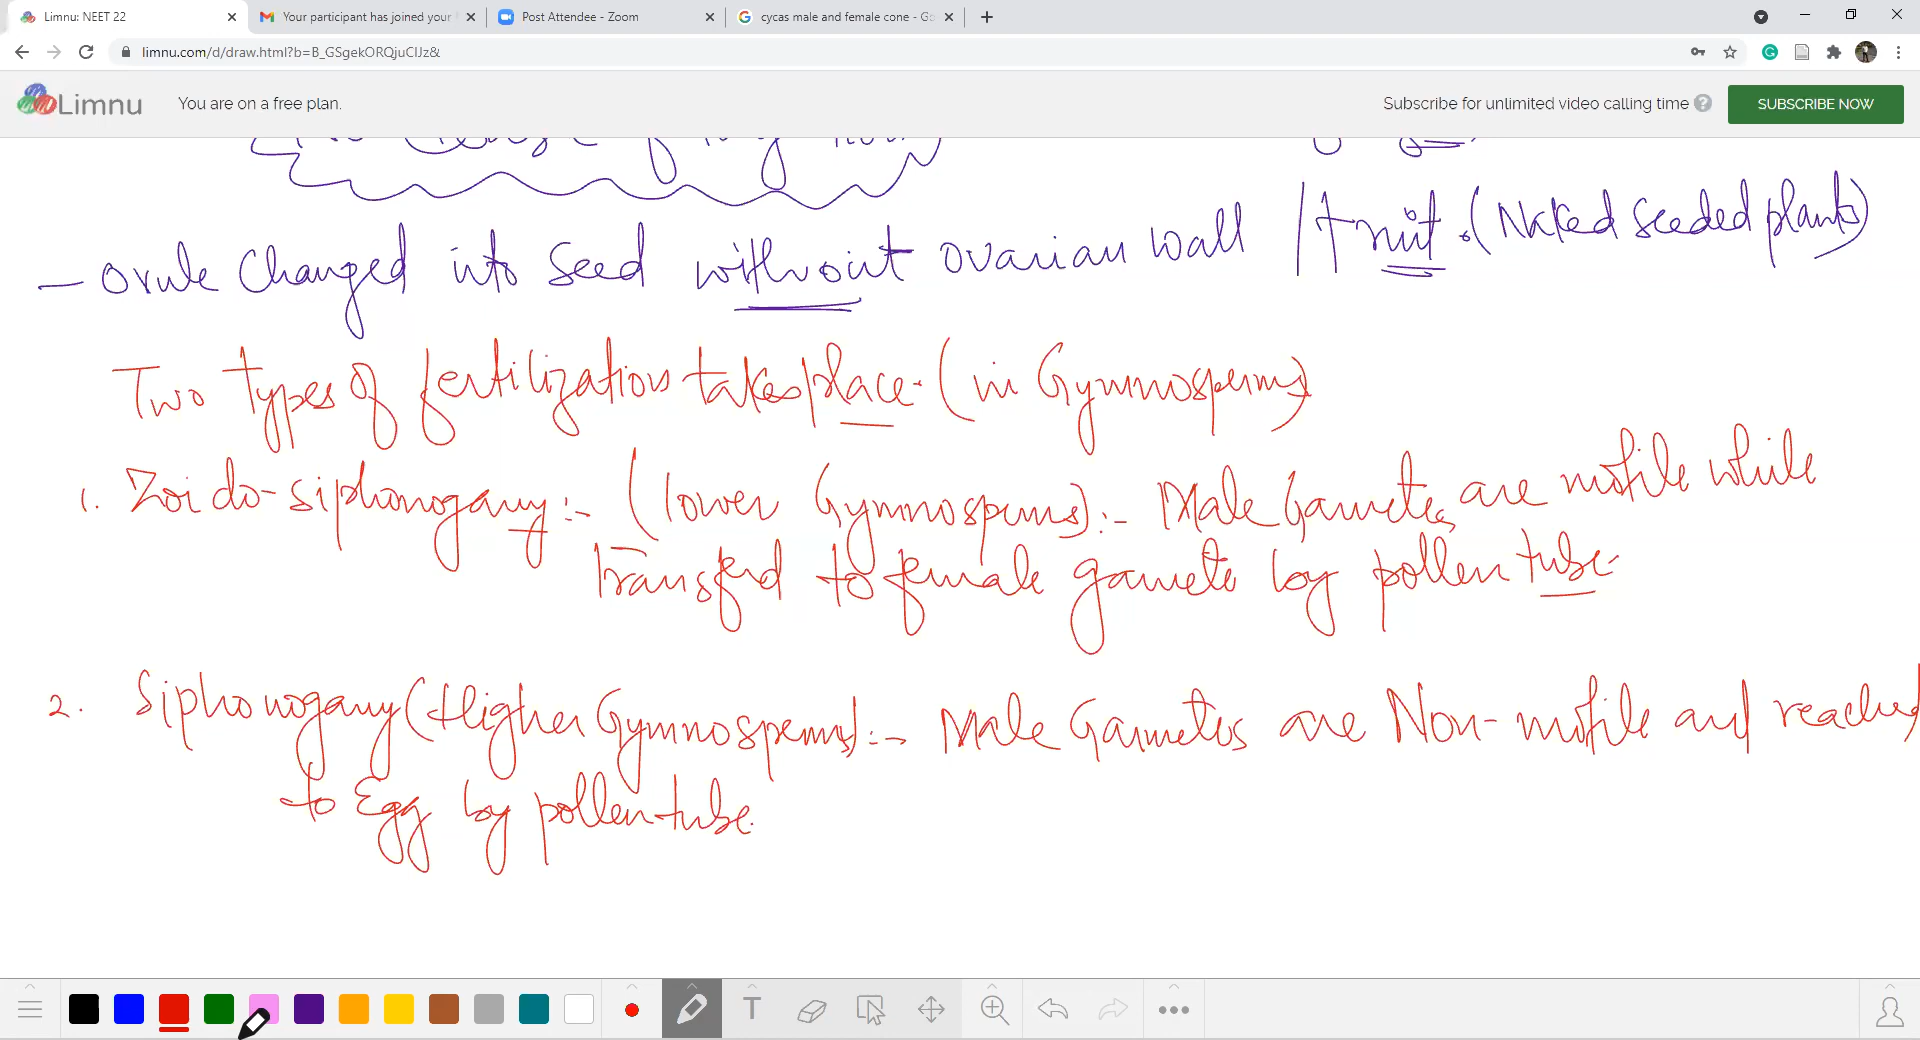 Limnu: NEET 22
Your participant has joined your
Post Attendee - Zoom
cycas male and female cone - Go
limnu.com/d/draw.html?b=B_GSgekORQjuClJz&
Limnu
You are on a free plan.
Subscribe for unlimited video calling time ?
SUBSCRIBE NOW
- Ovule Changed into Seed without ovarian wall / fruit. (Naked Seeded plants)
Two types of fertilization takes place. (in Gymnosperms)
1. Zoido-siphonogamy :- (lower Gymnosperms) :- Male Gametes are motile while
Transferd to female gamete by pollen tube.
2. Siphonogamy (Higher Gymnosperms) :- Male Gametes are Non-motile and reached
to Egg by pollen-tube.
T